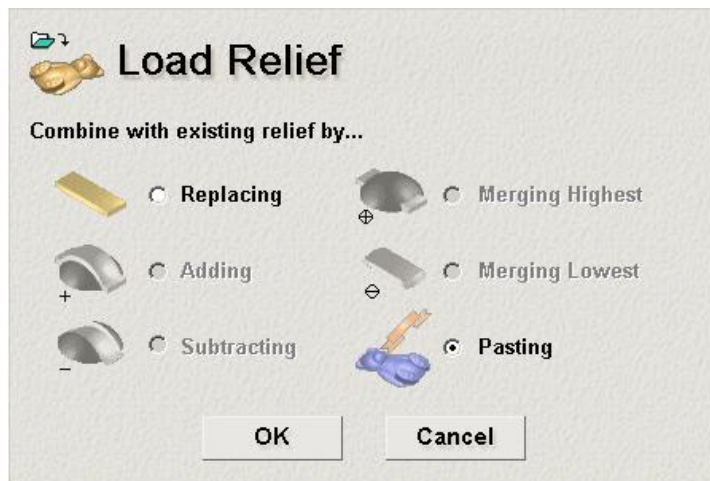 Load Relief
Combine with existing relief by...
Replacing
Merging Highest
Adding
Merging Lowest
Subtracting
Pasting
OK
Cancel